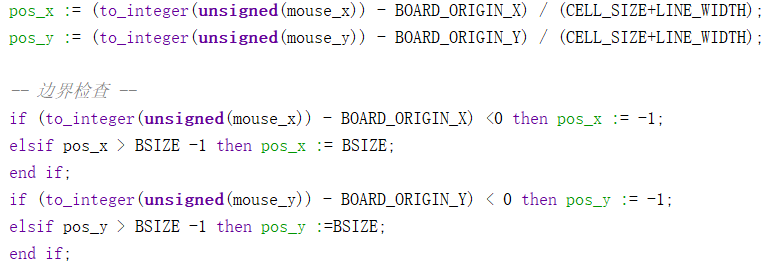 pos_x := (to_integer(unsigned(mouse_x)) - BOARD_ORIGIN_X) / (CELL_SIZE+LINE_WIDTH);
pos_y := (to_integer(unsigned(mouse_y)) - BOARD_ORIGIN_Y) / (CELL_SIZE+LINE_WIDTH);

-- 边界检查 --
if (to_integer(unsigned(mouse_x)) - BOARD_ORIGIN_X) <0 then pos_x := -1;
elsif pos_x > BSIZE -1 then pos_x := BSIZE;
end if;
if (to_integer(unsigned(mouse_y)) - BOARD_ORIGIN_Y) < 0 then pos_y := -1;
elsif pos_y > BSIZE -1 then pos_y :=BSIZE;
end if;